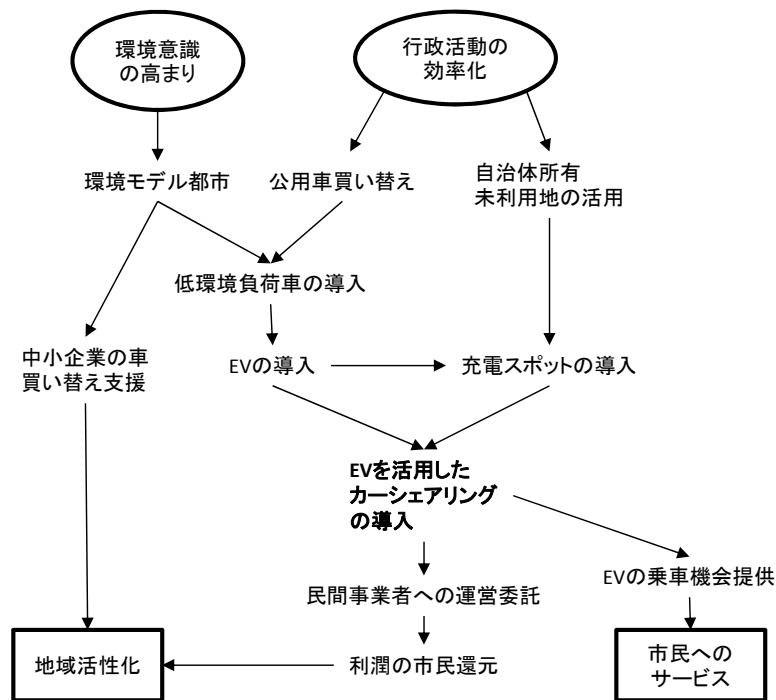 環境意識
の高まり
行政活動の
効率化
環境モデル都市
公用車買い替え
自治体所有
未利用地の活用
低環境負荷車の導入
中小企業の車
買い替え支援
EVの導入
充電スポットの導入
EVを活用した
カーシェアリング
の導入
EVの乗車機会提供
民間事業者への運営委託
地域活性化
利潤の市民還元
市民への
サービス